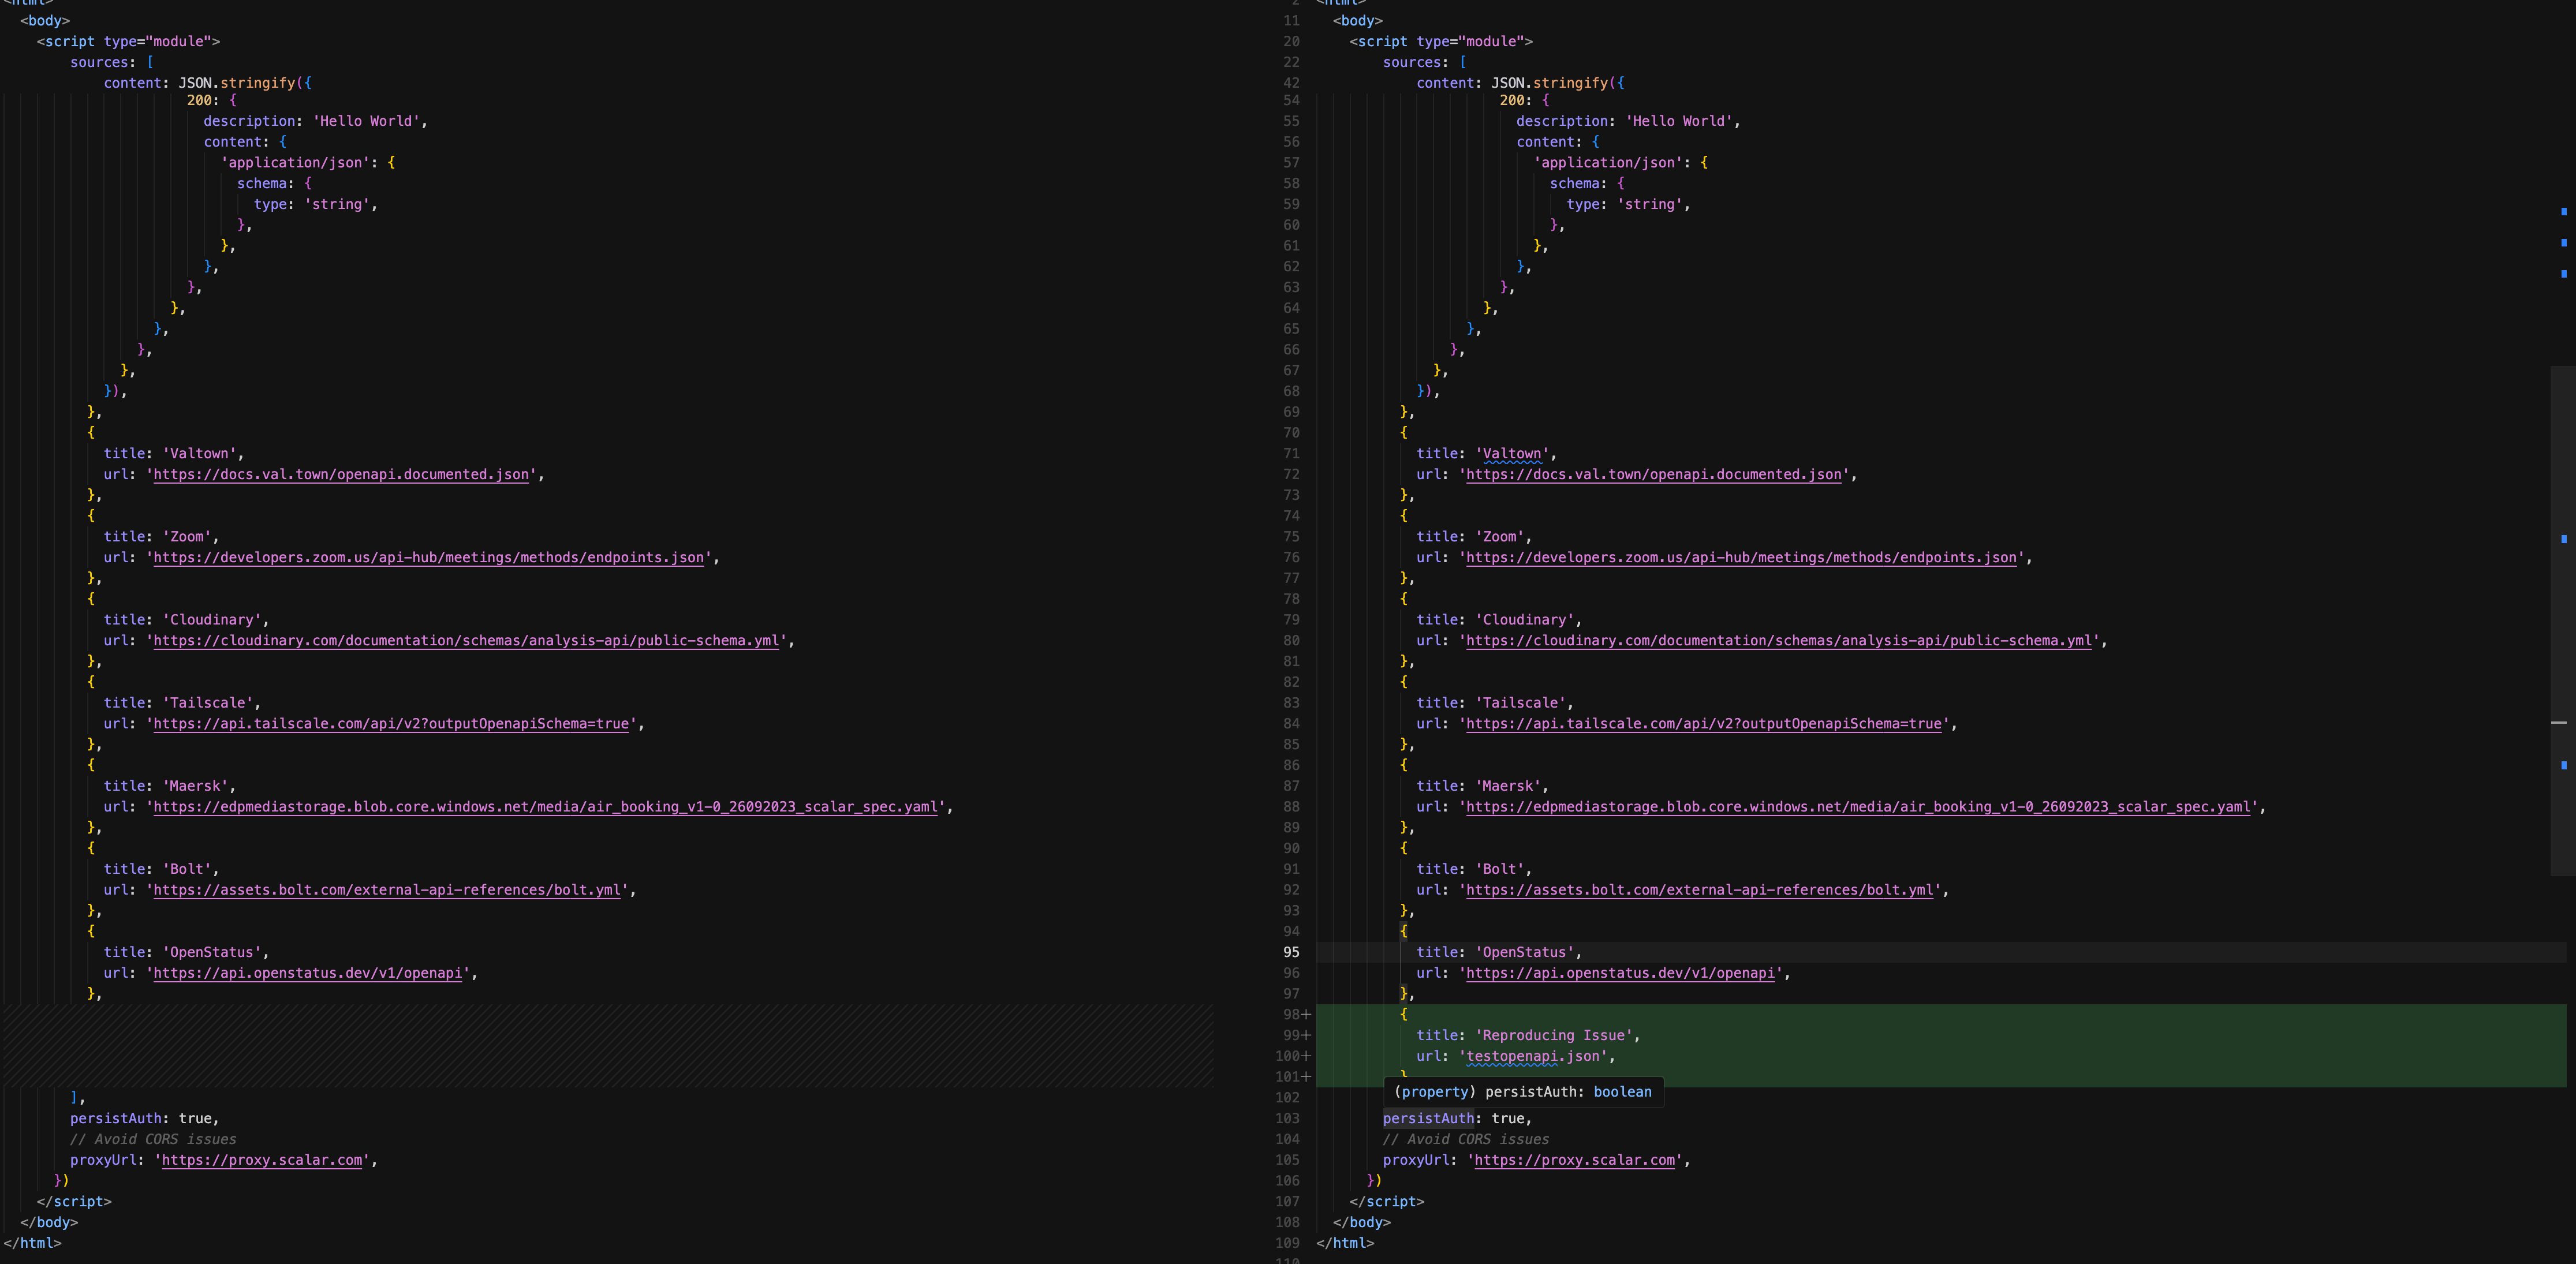 <html>
<body>
<script type="module">
sources: [
content: JSON.stringify({
200: {
description: 'Hello World',
content: {
'application/json': {
schema: {
type: 'string',
},
},
},
},
},
},
},
},
}),
},
{
title: 'Valtown',
url: 'https://docs.val.town/openapi.documented.json',
},
{
title: 'Zoom',
url: 'https://developers.zoom.us/api-hub/meetings/methods/endpoints.json',
},
{
title: 'Cloudinary',
url: 'https://cloudinary.com/documentation/schemas/analysis-api/public-schema.yml',
},
{
title: 'Tailscale',
url: 'https://api.tailscale.com/api/v2?outputOpenapiSchema=true',
},
{
title: 'Maersk',
url: 'https://edpmediastorage.blob.core.windows.net/media/air_booking_v1-0_26092023_scalar_spec.yaml',
},
{
title: 'Bolt',
url: 'https://assets.bolt.com/external-api-references/bolt.yml',
},
{
title: 'OpenStatus',
url: 'https://api.openstatus.dev/v1/openapi',
},
],
persistAuth: true,
// Avoid CORS issues
proxyUrl: 'https://proxy.scalar.com',
})
</script>
</body>
</html>
2 <html>
11 <body>
20 <script type="module">
22 sources: [
42 content: JSON.stringify({
54 200: {
55 description: 'Hello World',
56 content: {
57 'application/json': {
58 schema: {
59 type: 'string',
60 },
61 },
62 },
63 },
64 },
65 },
66 },
67 },
68 }),
69 },
70 {
71 title: 'Valtown',
72 url: 'https://docs.val.town/openapi.documented.json',
73 },
74 {
75 title: 'Zoom',
76 url: 'https://developers.zoom.us/api-hub/meetings/methods/endpoints.json',
77 },
78 {
79 title: 'Cloudinary',
80 url: 'https://cloudinary.com/documentation/schemas/analysis-api/public-schema.yml',
81 },
82 {
83 title: 'Tailscale',
84 url: 'https://api.tailscale.com/api/v2?outputOpenapiSchema=true',
85 },
86 {
87 title: 'Maersk',
88 url: 'https://edpmediastorage.blob.core.windows.net/media/air_booking_v1-0_26092023_scalar_spec.yaml',
89 },
90 {
91 title: 'Bolt',
92 url: 'https://assets.bolt.com/external-api-references/bolt.yml',
93 },
94 {
95 title: 'OpenStatus',
96 url: 'https://api.openstatus.dev/v1/openapi',
97 },
98+ {
99+ title: 'Reproducing Issue',
100+ url: 'testopenapi.json',
101+ }
102 (property) persistAuth: boolean
103 persistAuth: true,
104 // Avoid CORS issues
105 proxyUrl: 'https://proxy.scalar.com',
106 })
107 </script>
108 </body>
109 </html>
110